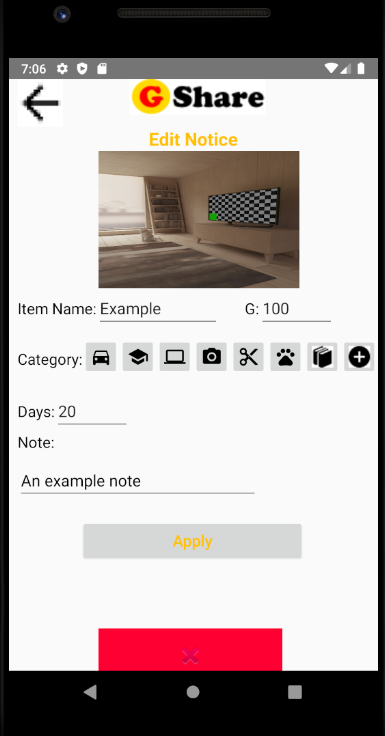 7:06
G Share
Edit Notice
Item Name: Example G: 100
Category:
Days: 20
Note:
An example note
Apply